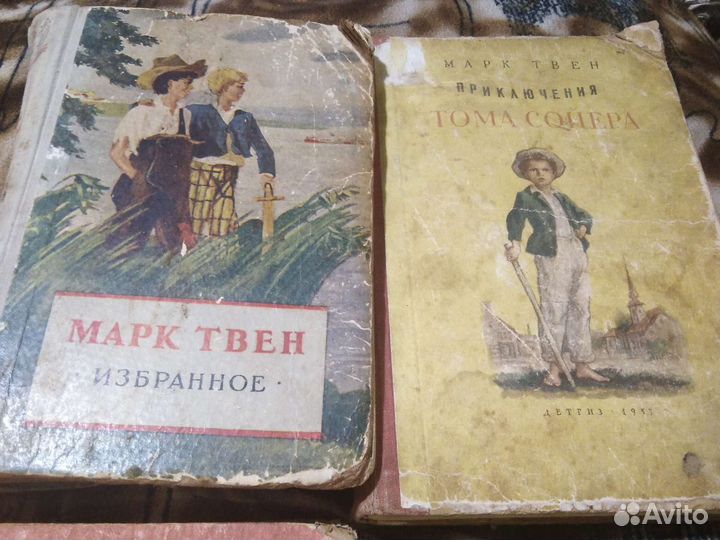 МАРК ТВЕН
· ИЗБРАННОЕ ·
МАРК ТВЕН
ПРИКЛЮЧЕНИЯ
ТОМА СОЙЕРА
ДЕТГИЗ
Avito